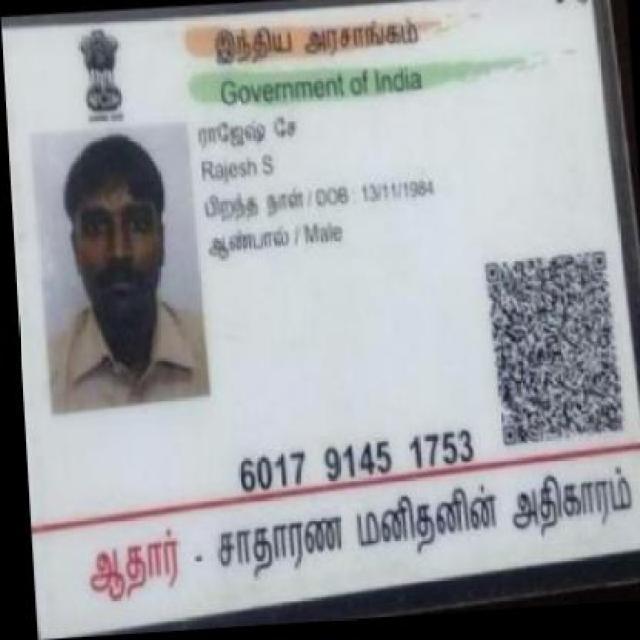 இந்திய அரசாங்கம்
Government of India
ராஜேஷ் சே
Rajesh S
பிறந்த நாள் / DOB : 13/11/1984
ஆண்பால் / Male
6017 9145 1753
ஆதார் - சாதாரண மனிதனின் அதிகாரம்